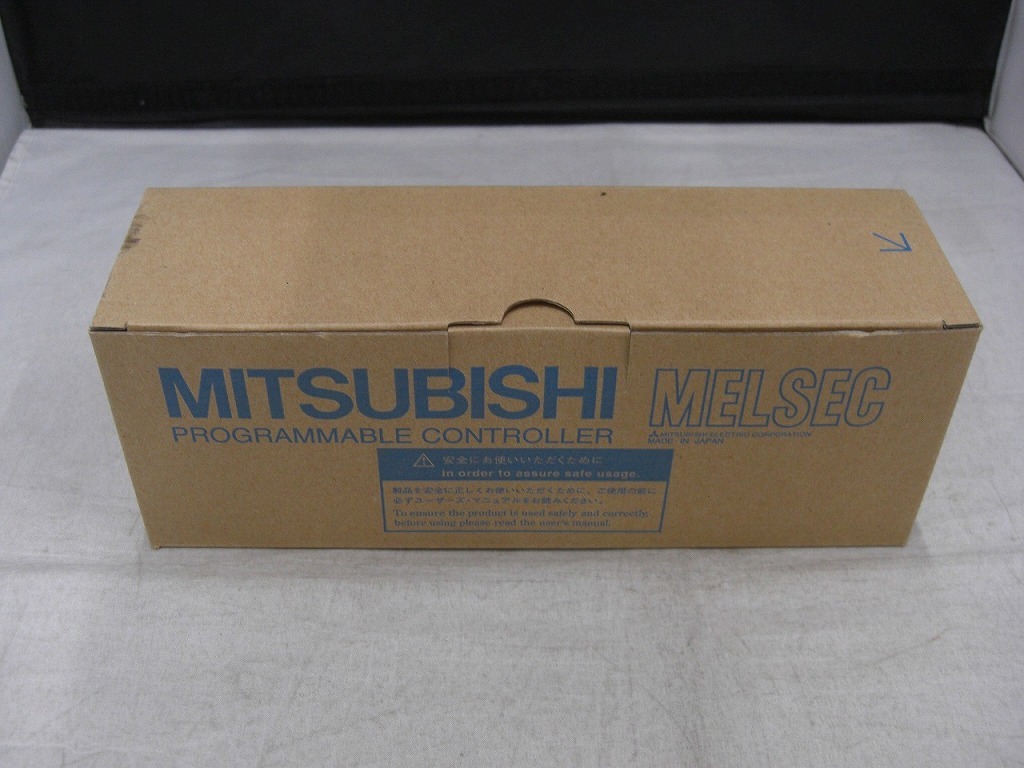 MITSUBISHI
PROGRAMMABLE CONTROLLER
MELSEC
MITSUBISHI ELECTRIC CORPORATION
MADE IN JAPAN
安全にお使いいただくために
In order to assure safe usage.
製品を安全に正しくお使いいただくために、ご使用の前に
必ずユーザーズ・マニュアルをお読みください。
To ensure the product is used safely and correctly,
before using please read the user's manual.